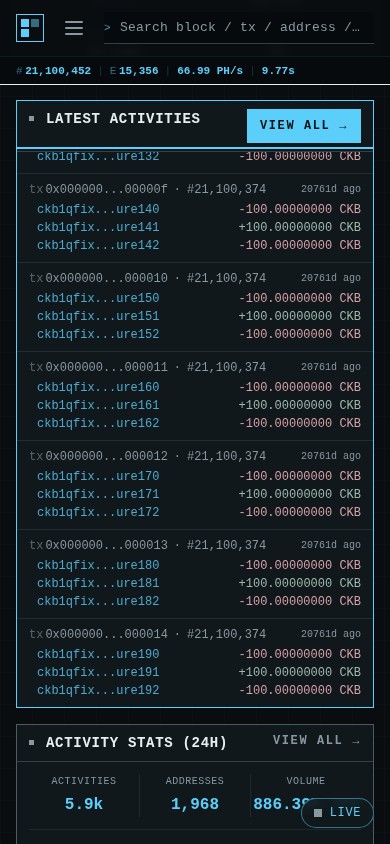 > Search block / tx / address /…
# 21,100,452 | E 15,356 | 66.99 PH/s | 9.77s
LATEST ACTIVITIES
VIEW ALL →
ckb1qfix...ure132 -100.00000000 CKB
tx 0x000000...00000f · #21,100,374 20761d ago
ckb1qfix...ure140 -100.00000000 CKB
ckb1qfix...ure141 +100.00000000 CKB
ckb1qfix...ure142 -100.00000000 CKB
tx 0x000000...000010 · #21,100,374 20761d ago
ckb1qfix...ure150 -100.00000000 CKB
ckb1qfix...ure151 +100.00000000 CKB
ckb1qfix...ure152 -100.00000000 CKB
tx 0x000000...000011 · #21,100,374 20761d ago
ckb1qfix...ure160 -100.00000000 CKB
ckb1qfix...ure161 +100.00000000 CKB
ckb1qfix...ure162 -100.00000000 CKB
tx 0x000000...000012 · #21,100,374 20761d ago
ckb1qfix...ure170 -100.00000000 CKB
ckb1qfix...ure171 +100.00000000 CKB
ckb1qfix...ure172 -100.00000000 CKB
tx 0x000000...000013 · #21,100,374 20761d ago
ckb1qfix...ure180 -100.00000000 CKB
ckb1qfix...ure181 +100.00000000 CKB
ckb1qfix...ure182 -100.00000000 CKB
tx 0x000000...000014 · #21,100,374 20761d ago
ckb1qfix...ure190 -100.00000000 CKB
ckb1qfix...ure191 +100.00000000 CKB
ckb1qfix...ure192 -100.00000000 CKB
ACTIVITY STATS (24H) VIEW ALL →
ACTIVITIES ADDRESSES VOLUME
5.9k 1,968
LIVE